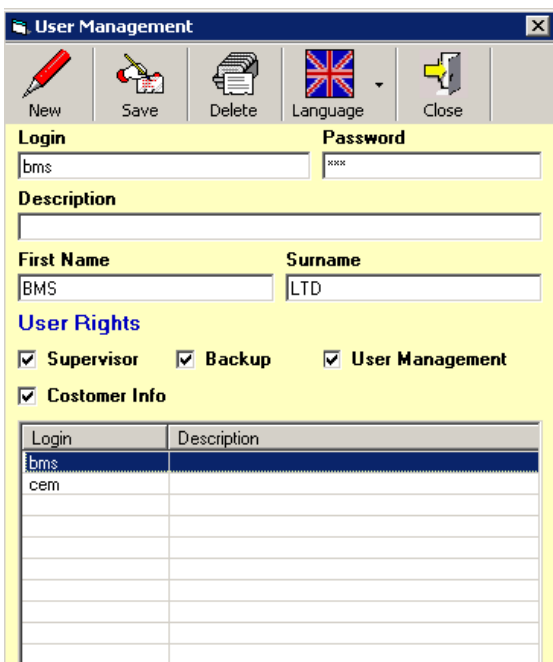 User Management
New Save Delete Language Close
Login Password
bms ***
Description
First Name Surname
BMS LTD
User Rights
Supervisor Backup User Management
Costomer Info
Login Description
bms
cem